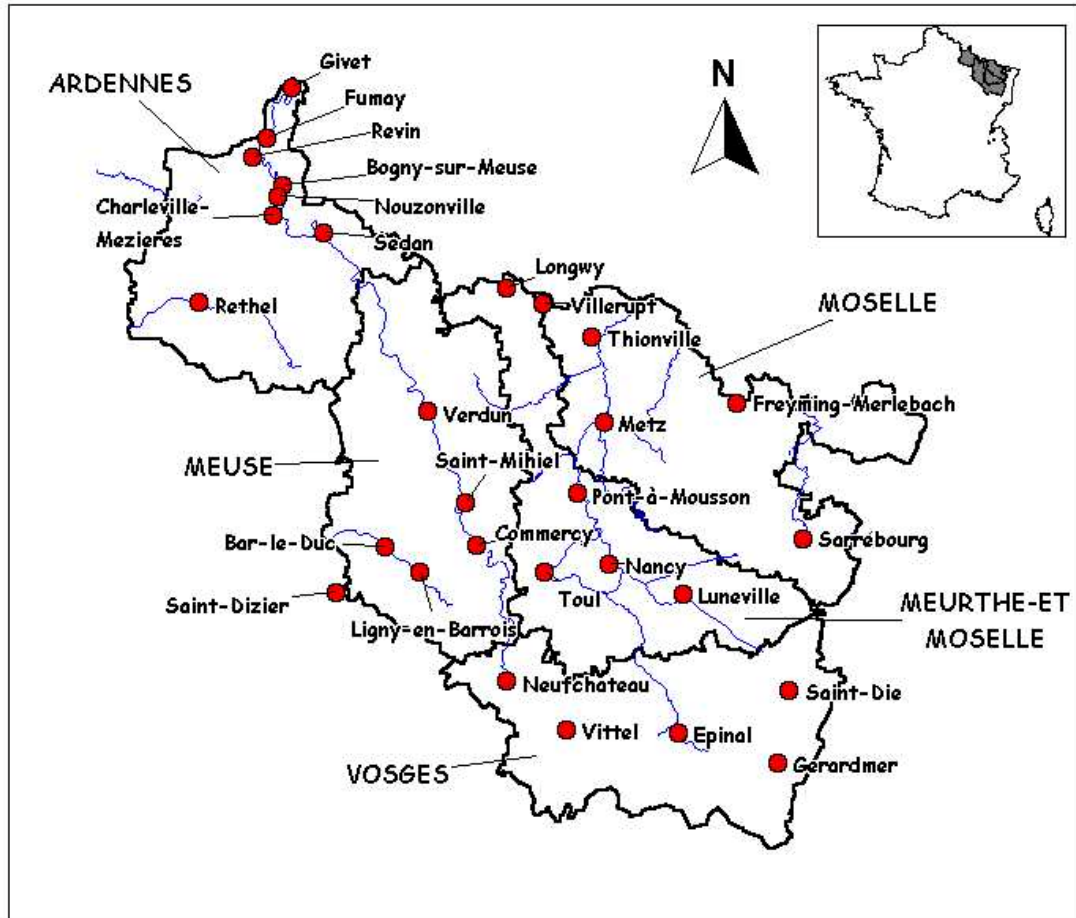 Givet
ARDENNES
Fumay
Revin
N
Bogny-sur-Meuse
Nouzonville
Charleville-
Mezieres
Sedan
Longwy
Rethel
Villerupt
MOSELLE
Thionville
Freyming-Merlebach
Verdun
Metz
MEUSE
Saint-Mihiel
Pont-à-Mousson
Bar-le-Duc
Commercy
Sarrebourg
Nancy
Saint-Dizier
Toul
Luneville
MEURTHE-ET
MOSELLE
Ligny-en-Barrois
Neufchateau
Saint-Die
Vittel
Epinal
VOSGES
Gerardmer